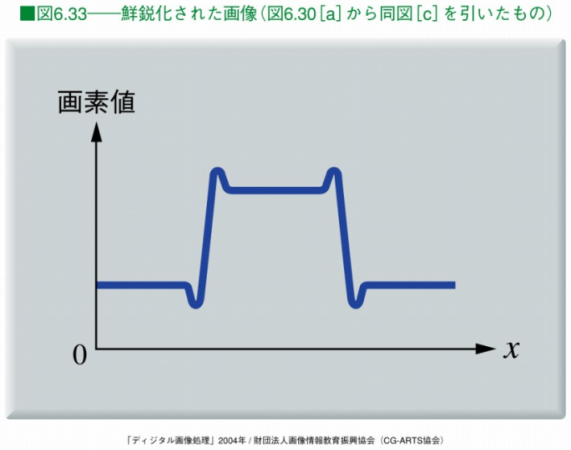 ■図6.33——鮮鋭化された画像（図6.30［a］から同図［c］を引いたもの）
画素値
0
x
「ディジタル画像処理」2004年 / 財団法人画像情報教育振興協会（CG-ARTS協会）